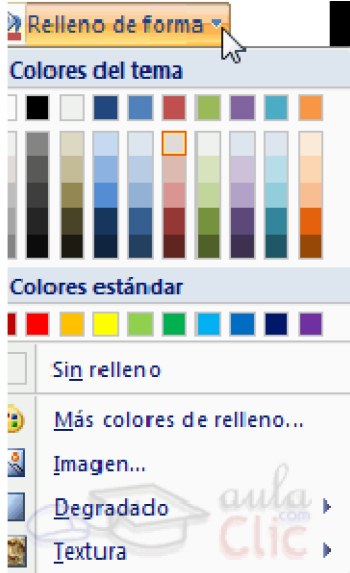 Relleno de forma
Colores del tema
Colores estándar
Sin relleno
Más colores de relleno...
Imagen...
Degradado
Textura
aula
.com
Clic